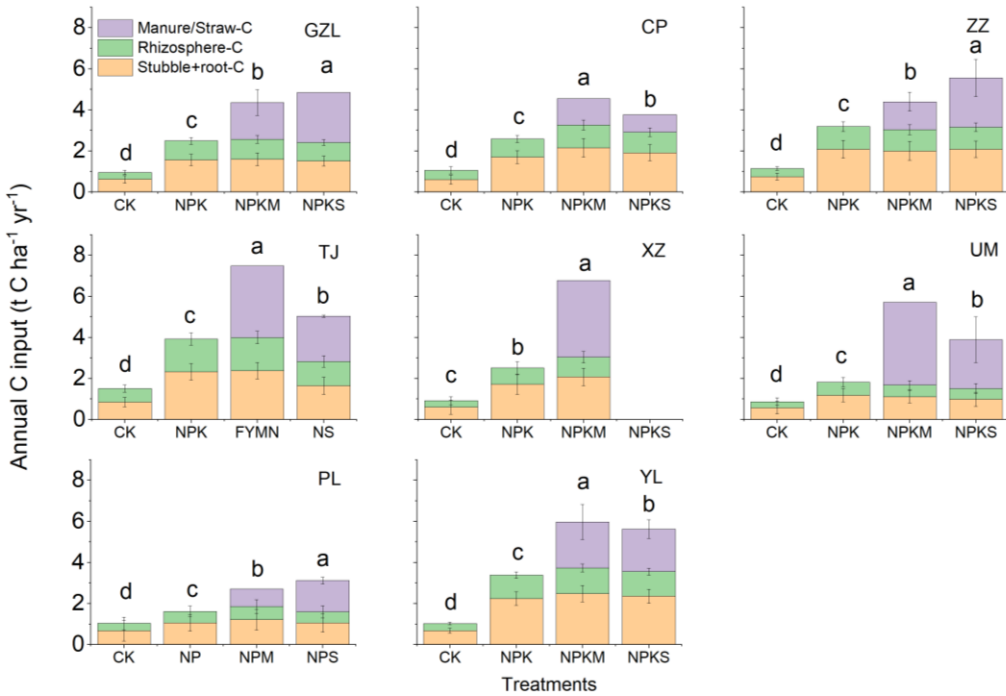 Annual C input (t C ha⁻¹ yr⁻¹)
8
6
4
2
0
Manure/Straw-C
Rhizosphere-C
Stubble+root-C
GZL
d
c
b
a
CK NPK NPKM NPKS
CP
d
c
a
b
CK NPK NPKM NPKS
ZZ
d
c
b
a
CK NPK NPKM NPKS
8
6
4
2
0
TJ
d
c
a
b
CK NPK FYMN NS
XZ
c
b
a
CK NPK NPKM NPKS
UM
d
c
a
b
CK NPK NPKM NPKS
8
6
4
2
0
PL
d
c
b
a
CK NP NPM NPS
YL
d
c
a
b
CK NPK NPKM NPKS
Treatments